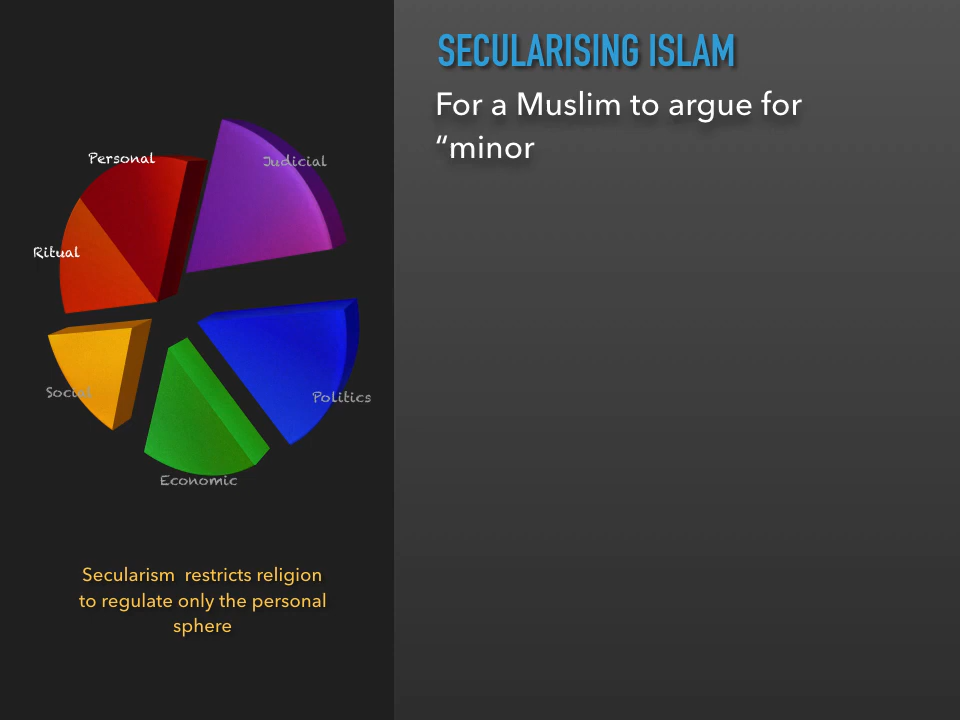 SECULARISING ISLAM
For a Muslim to argue for
“minor
Personal
Judicial
Ritual
Social
Politics
Economic
Secularism  restricts religion
to regulate only the personal
sphere